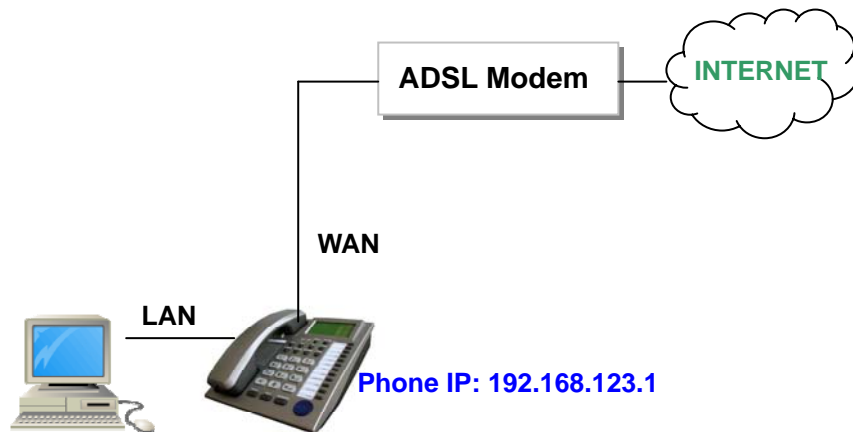 ADSL Modem
INTERNET
WAN
LAN
Phone IP: 192.168.123.1